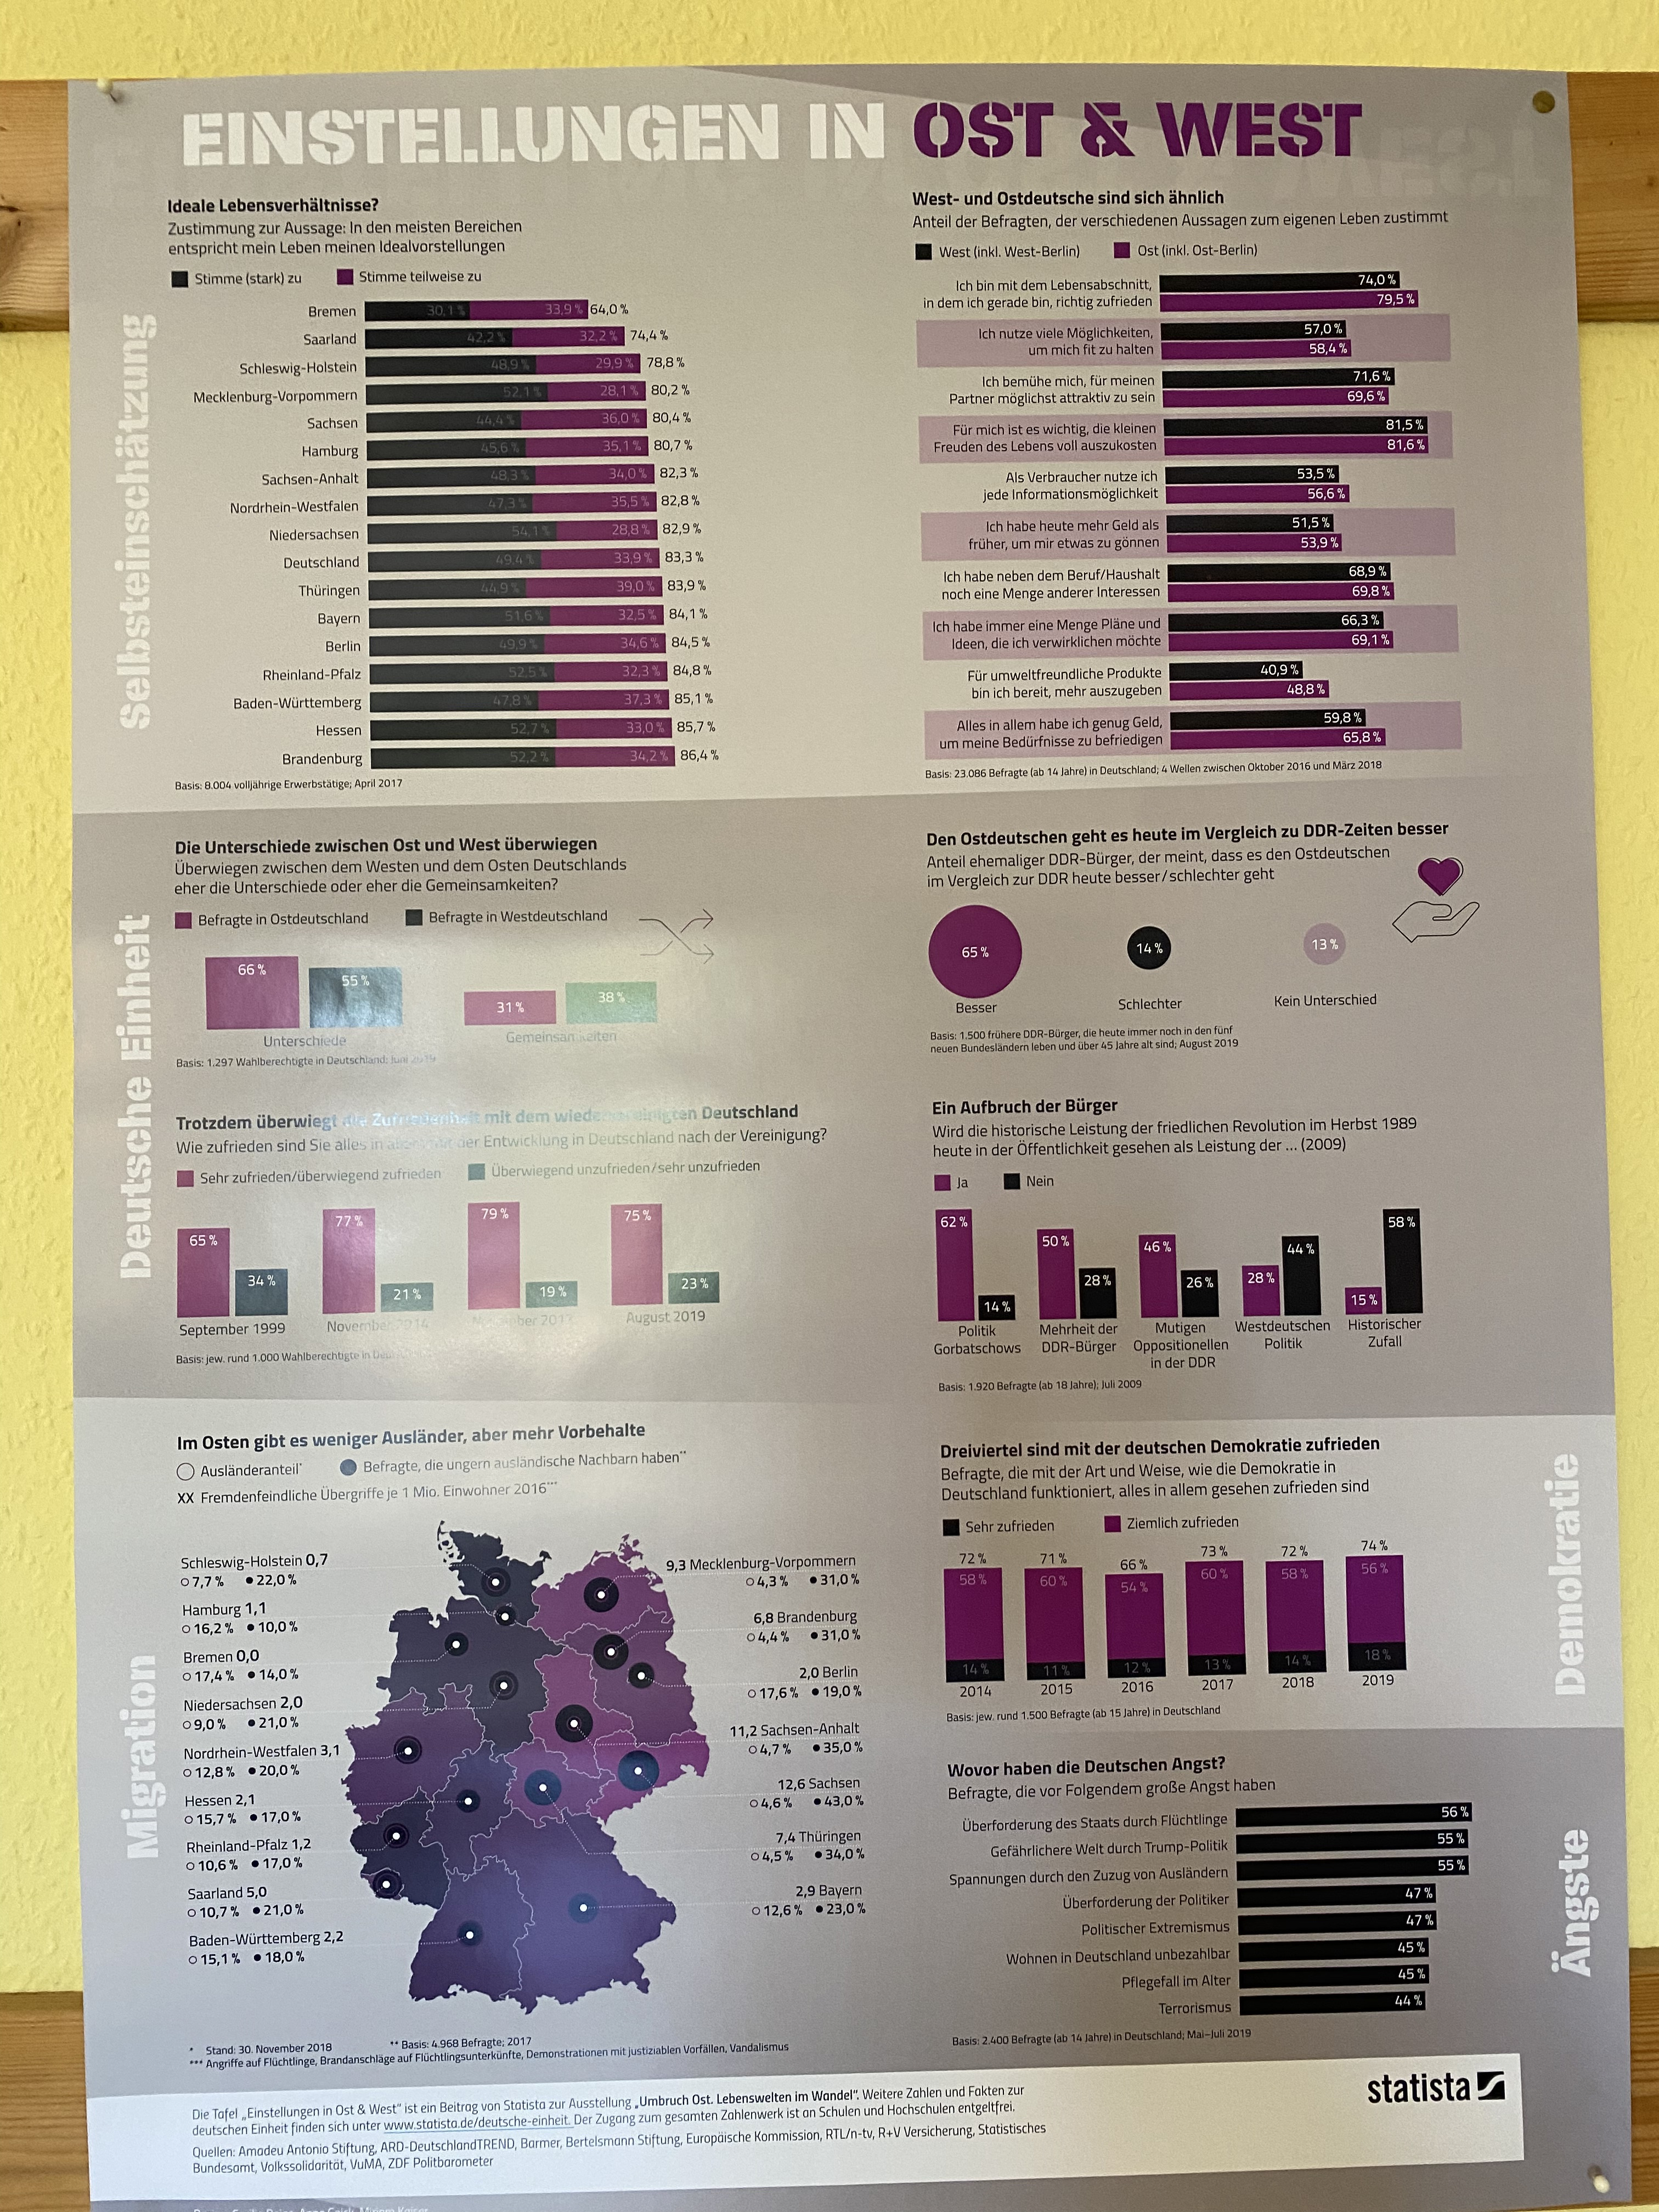 EINSTELLUNGEN IN OST & WEST
Selbsteinschätzung
Ideale Lebensverhältnisse?
Zustimmung zur Aussage: In den meisten Bereichen
entspricht mein Leben meinen Idealvorstellungen
Stimme (stark) zu Stimme teilweise zu
Bremen 30,1 % 33,9 % 64,0 %
Saarland 42,2 % 32,2 % 74,4 %
Schleswig-Holstein 48,9 % 29,9 % 78,8 %
Mecklenburg-Vorpommern 52,1 % 28,1 % 80,2 %
Sachsen 44,4 % 36,0 % 80,4 %
Hamburg 45,6 % 35,1 % 80,7 %
Sachsen-Anhalt 48,3 % 34,0 % 82,3 %
Nordrhein-Westfalen 47,3 % 35,5 % 82,8 %
Niedersachsen 54,1 % 28,8 % 82,9 %
Deutschland 49,4 % 33,9 % 83,3 %
Thüringen 44,9 % 39,0 % 83,9 %
Bayern 51,6 % 32,5 % 84,1 %
Berlin 49,9 % 34,6 % 84,5 %
Rheinland-Pfalz 52,5 % 32,3 % 84,8 %
Baden-Württemberg 47,8 % 37,3 % 85,1 %
Hessen 52,7 % 33,0 % 85,7 %
Brandenburg 52,2 % 34,2 % 86,4 %
Basis: 8.004 volljährige Erwerbstätige; April 2017
West- und Ostdeutsche sind sich ähnlich
Anteil der Befragten, der verschiedenen Aussagen zum eigenen Leben zustimmt
West (inkl. West-Berlin) Ost (inkl. Ost-Berlin)
Ich bin mit dem Lebensabschnitt, 74,0 %
in dem ich gerade bin, richtig zufrieden 79,5 %
Ich nutze viele Möglichkeiten, 57,0 %
um mich fit zu halten 58,4 %
Ich bemühe mich, für meinen 71,6 %
Partner möglichst attraktiv zu sein 69,6 %
Für mich ist es wichtig, die kleinen 81,5 %
Freuden des Lebens voll auszukosten 81,6 %
Als Verbraucher nutze ich 53,5 %
jede Informationsmöglichkeit 56,6 %
Ich habe heute mehr Geld als 51,5 %
früher, um mir etwas zu gönnen 53,9 %
Ich habe neben dem Beruf/Haushalt 68,9 %
noch eine Menge anderer Interessen 69,8 %
Ich habe immer eine Menge Pläne und 66,3 %
Ideen, die ich verwirklichen möchte 69,1 %
Für umweltfreundliche Produkte 40,9 %
bin ich bereit, mehr auszugeben 48,8 %
Alles in allem habe ich genug Geld, 59,8 %
um meine Bedürfnisse zu befriedigen 65,8 %
Basis: 23.086 Befragte (ab 14 Jahre) in Deutschland; 4 Wellen zwischen Oktober 2016 und März 2018
Deutsche Einheit
Die Unterschiede zwischen Ost und West überwiegen
Überwiegen zwischen dem Westen und dem Osten Deutschlands
eher die Unterschiede oder eher die Gemeinsamkeiten?
Befragte in Ostdeutschland Befragte in Westdeutschland
66 % 55 % 31 % 38 %
Unterschiede Gemeinsamkeiten
Basis: 1.297 Wahlberechtigte in Deutschland;
Den Ostdeutschen geht es heute im Vergleich zu DDR-Zeiten besser
Anteil ehemaliger DDR-Bürger, der meint, dass es den Ostdeutschen
im Vergleich zur DDR heute besser/schlechter geht
65 % 14 % 13 %
Besser Schlechter Kein Unterschied
Basis: 1.500 frühere DDR-Bürger, die heute immer noch in den fünf
neuen Bundesländern leben und über 45 Jahre alt sind; August 2019
Trotzdem überwiegt die Zufriedenheit mit dem wiedervereinigten Deutschland
Wie zufrieden sind Sie alles in der Entwicklung in Deutschland nach der Vereinigung?
Sehr zufrieden/überwiegend zufrieden Überwiegend unzufrieden/sehr unzufrieden
65 % 34 % 77 % 21 % 79 % 19 % 75 % 23 %
September 1999 November 2014 August 2019
Basis: jew. rund 1.000 Wahlberechtigte in
Ein Aufbruch der Bürger
Wird die historische Leistung der friedlichen Revolution im Herbst 1989
heute in der Öffentlichkeit gesehen als Leistung der ... (2009)
Ja Nein
62 % 14 % 50 % 28 % 46 % 26 % 28 % 44 % 15 % 58 %
Politik Mehrheit der Mutigen Westdeutschen Historischer
Gorbatschows DDR-Bürger Oppositionellen Politik Zufall
in der DDR
Basis: 1.920 Befragte (ab 18 Jahre); Juli 2009
Migration
Im Osten gibt es weniger Ausländer, aber mehr Vorbehalte
Ausländeranteil* Befragte, die ungern ausländische Nachbarn haben**
XX Fremdenfeindliche Übergriffe je 1 Mio. Einwohner 2016***
Schleswig-Holstein 0,7
7,7 % 22,0 %
Hamburg 1,1
16,2 % 10,0 %
Bremen 0,0
17,4 % 14,0 %
Niedersachsen 2,0
9,0 % 21,0 %
Nordrhein-Westfalen 3,1
12,8 % 20,0 %
Hessen 2,1
15,7 % 17,0 %
Rheinland-Pfalz 1,2
10,6 % 17,0 %
Saarland 5,0
10,7 % 21,0 %
Baden-Württemberg 2,2
15,1 % 18,0 %
9,3 Mecklenburg-Vorpommern
4,3 % 31,0 %
6,8 Brandenburg
4,4 % 31,0 %
2,0 Berlin
17,6 % 19,0 %
11,2 Sachsen-Anhalt
4,7 % 35,0 %
12,6 Sachsen
4,6 % 43,0 %
7,4 Thüringen
4,5 % 34,0 %
2,9 Bayern
12,6 % 23,0 %
* Stand: 30. November 2018 ** Basis: 4.968 Befragte; 2017
*** Angriffe auf Flüchtlinge, Brandanschläge auf Flüchtlingsunterkünfte, Demonstrationen mit justiziablen Vorfällen, Vandalismus
Demokratie
Dreiviertel sind mit der deutschen Demokratie zufrieden
Befragte, die mit der Art und Weise, wie die Demokratie in
Deutschland funktioniert, alles in allem gesehen zufrieden sind
Sehr zufrieden Ziemlich zufrieden
72 % 71 % 66 % 73 % 72 % 74 %
58 % 60 % 54 % 60 % 58 % 56 %
14 % 11 % 12 % 13 % 14 % 18 %
2014 2015 2016 2017 2018 2019
Basis: jew. rund 1.500 Befragte (ab 15 Jahre) in Deutschland
Ängste
Wovor haben die Deutschen Angst?
Befragte, die vor Folgendem große Angst haben
Überforderung des Staats durch Flüchtlinge 56 %
Gefährlichere Welt durch Trump-Politik 55 %
Spannungen durch den Zuzug von Ausländern 55 %
Überforderung der Politiker 47 %
Politischer Extremismus 47 %
Wohnen in Deutschland unbezahlbar 45 %
Pflegefall im Alter 45 %
Terrorismus 44 %
Basis: 2.400 Befragte (ab 14 Jahre) in Deutschland; Mai–Juli 2019
Die Tafel „Einstellungen in Ost & West“ ist ein Beitrag von Statista zur Ausstellung „Umbruch Ost. Lebenswelten im Wandel“. Weitere Zahlen und Fakten zur
deutschen Einheit finden sich unter www.statista.de/deutsche-einheit. Der Zugang zum gesamten Zahlenwerk ist an Schulen und Hochschulen entgeltfrei.
Quellen: Amadeu Antonio Stiftung, ARD-DeutschlandTREND, Barmer, Bertelsmann Stiftung, Europäische Kommission, RTL/n-tv, R+V Versicherung, Statistisches
Bundesamt, Volkssolidarität, VuMA, ZDF Politbarometer
statista